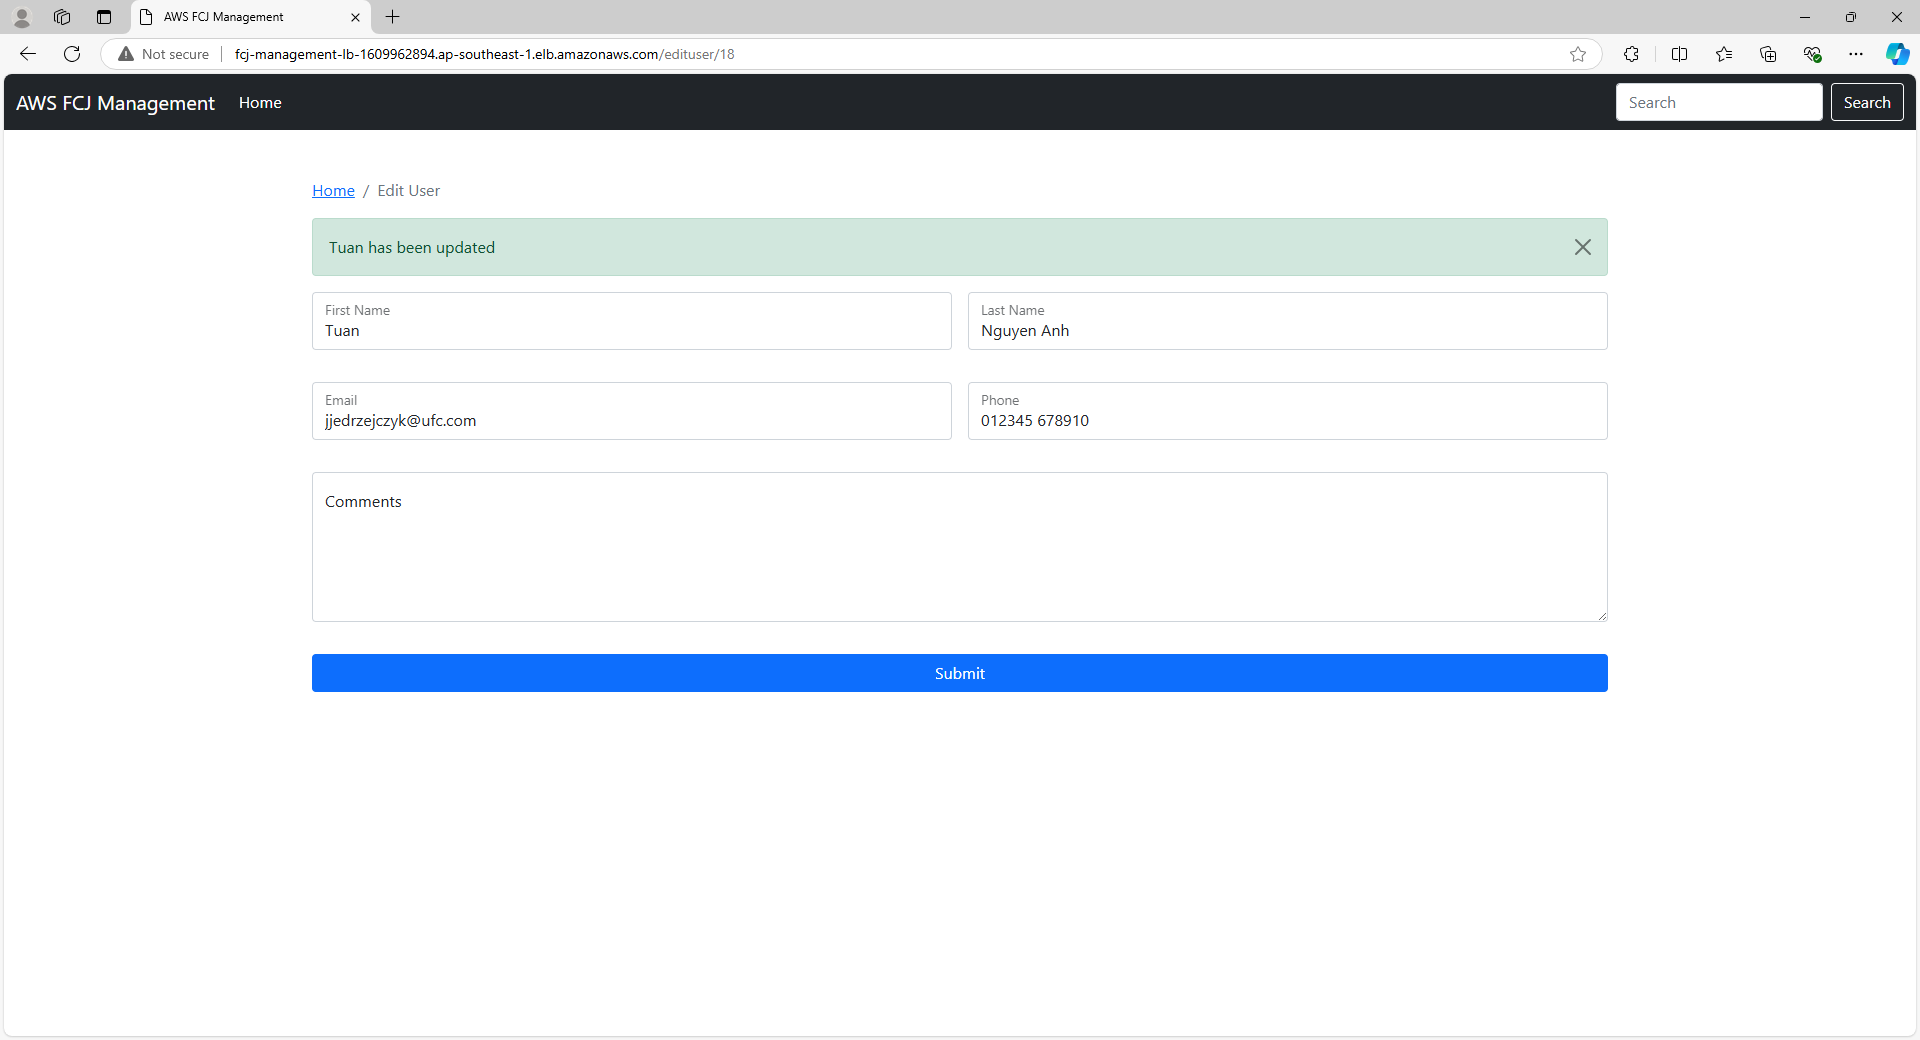 AWS FCJ Management
Not secure
fcj-management-lb-1609962894.ap-southeast-1.elb.amazonaws.com/edituser/18
AWS FCJ Management Home Search Search
Home / Edit User
Tuan has been updated
First Name
Tuan
Last Name
Nguyen Anh
Email
jjedrzejczyk@ufc.com
Phone
012345 678910
Comments
Submit